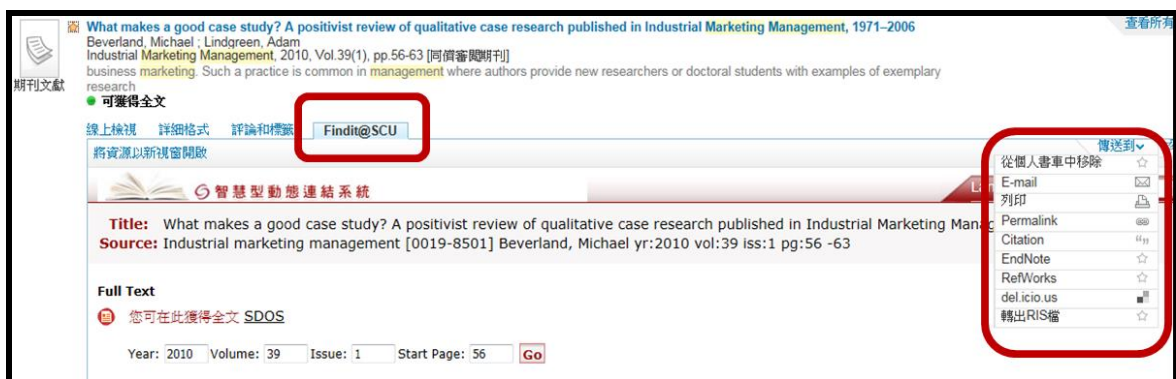 What makes a good case study? A positivist review of qualitative case research published in Industrial Marketing Management, 1971–2006
查看所有
Beverland, Michael ; Lindgreen, Adam
Industrial Marketing Management, 2010, Vol.39(1), pp.56-63 [同儕審閱期刊]
business marketing. Such a practice is common in management where authors provide new researchers or doctoral students with examples of exemplary
research
期刊文獻
可獲得全文
線上檢視 詳細格式 評論和標籤 Findit@SCU
將資源以新視窗開啟
智慧型動態連結系統
Title: What makes a good case study? A positivist review of qualitative case research published in Industrial Marketing
Source: Industrial marketing management [0019-8501] Beverland, Michael yr:2010 vol:39 iss:1 pg:56 -63
Full Text
您可在此獲得全文 SDOS
Year: 2010 Volume: 39 Issue: 1 Start Page: 56 Go
傳送到
從個人書車中移除
E-mail
列印
Permalink
Citation
EndNote
RefWorks
del.icio.us
轉出RIS檔